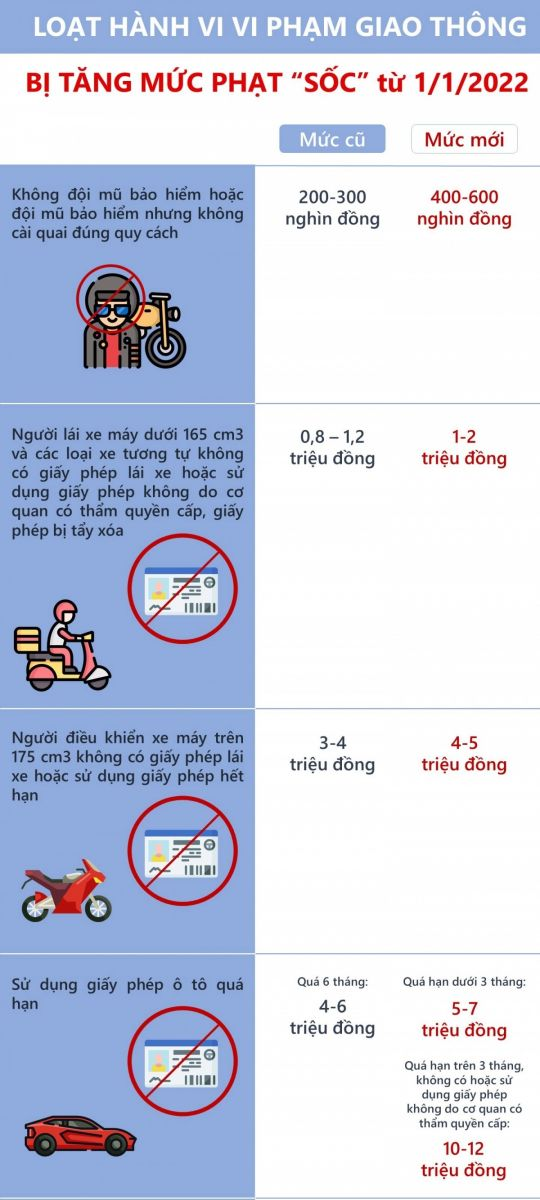 LOẠT HÀNH VI VI PHẠM GIAO THÔNG
BỊ TĂNG MỨC PHẠT “SỐC” từ 1/1/2022
Mức cũ
Mức mới
Không đội mũ bảo hiểm hoặc
đội mũ bảo hiểm nhưng không
cài quai đúng quy cách
200-300
nghìn đồng
400-600
nghìn đồng
Người lái xe máy dưới 165 cm3
và các loại xe tương tự không
có giấy phép lái xe hoặc sử
dụng giấy phép không do cơ
quan có thẩm quyền cấp, giấy
phép bị tẩy xóa
0,8 – 1,2
triệu đồng
1-2
triệu đồng
Người điều khiển xe máy trên
175 cm3 không có giấy phép lái
xe hoặc sử dụng giấy phép hết
hạn
3-4
triệu đồng
4-5
triệu đồng
Sử dụng giấy phép ô tô quá
hạn
Quá 6 tháng:
4-6
triệu đồng
Quá hạn dưới 3 tháng:
5-7
triệu đồng
Quá hạn trên 3 tháng,
không có hoặc sử
dụng giấy phép
không do cơ quan có
thẩm quyền cấp:
10-12
triệu đồng